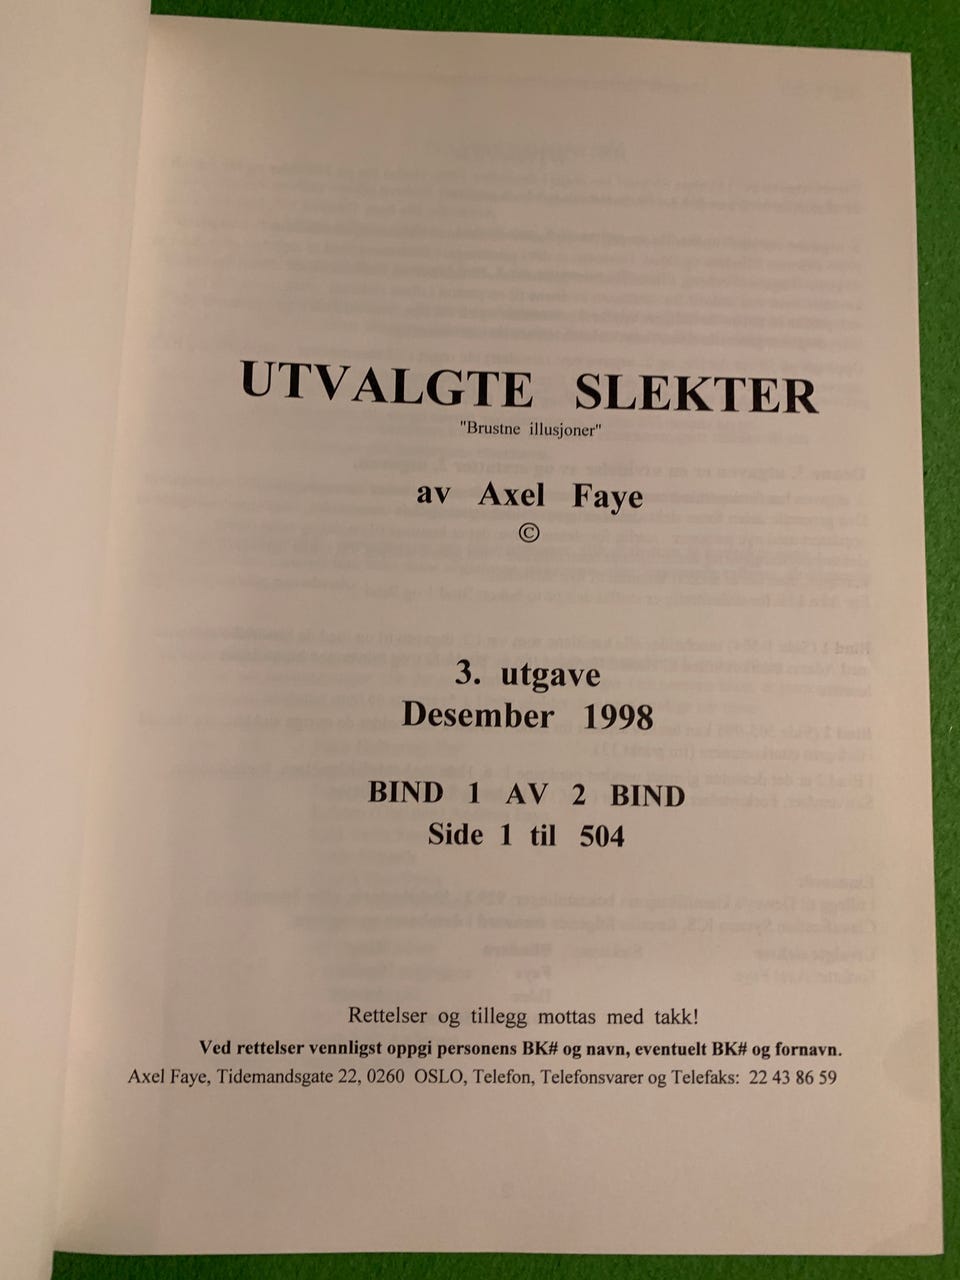 UTVALGTE SLEKTER
"Brustne illusjoner"
av Axel Faye
©
3. utgave
Desember 1998
BIND 1 AV 2 BIND
Side 1 til 504
Rettelser og tillegg mottas med takk!
Ved rettelser vennligst oppgi personens BK# og navn, eventuelt BK# og fornavn.
Axel Faye, Tidemandsgate 22, 0260 OSLO, Telefon, Telefonsvarer og Telefaks: 22 43 86 59